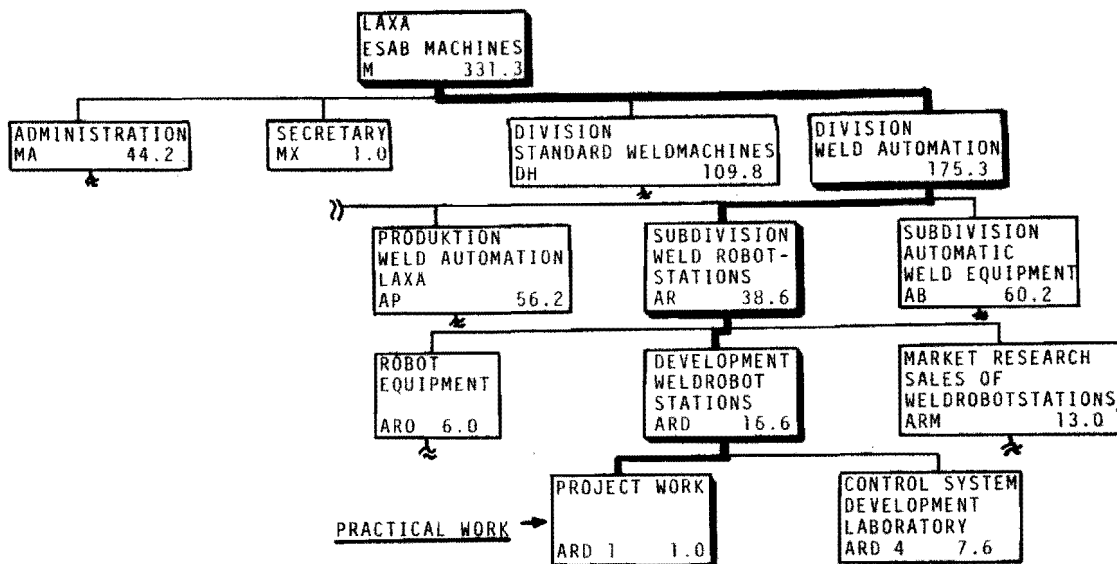 LAXA
ESAB MACHINES
M 331.3
ADMINISTRATION
MA 44.2
SECRETARY
MX 1.0
DIVISION
STANDARD WELDMACHINES
DH 109.8
DIVISION
WELD AUTOMATION
175.3
PRODUKTION
WELD AUTOMATION
LAXA
AP 56.2
SUBDIVISION
WELD ROBOT-
STATIONS
AR 38.6
SUBDIVISION
AUTOMATIC
WELD EQUIPMENT
AB 60.2
ROBOT
EQUIPMENT
ARO 6.0
DEVELOPMENT
WELDROBOT
STATIONS
ARD 16.6
MARKET RESEARCH
SALES OF
WELDROBOTSTATIONS
ARM 13.0
PROJECT WORK
ARD 1 1.0
CONTROL SYSTEM
DEVELOPMENT
LABORATORY
ARD 4 7.6
PRACTICAL WORK